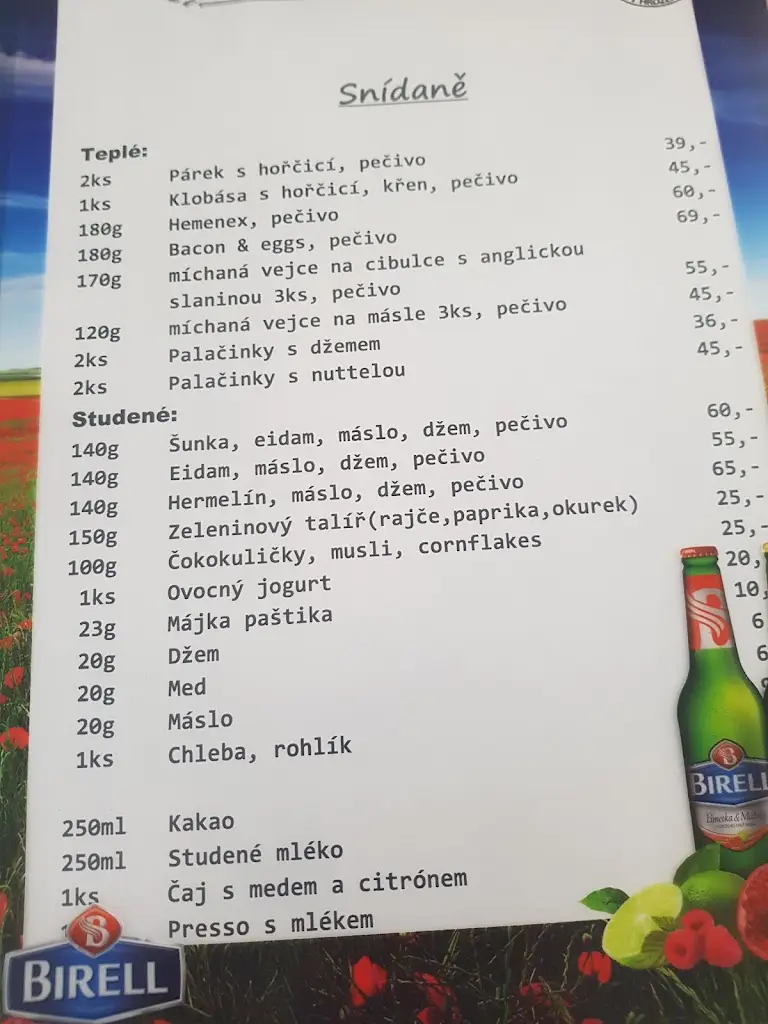 Snídaně
Teplé:
2ks Párek s hořčicí, pečivo 39,-
1ks Klobása s hořčicí, křen, pečivo 45,-
180g Hemenex, pečivo 60,-
180g Bacon & eggs, pečivo 69,-
170g míchaná vejce na cibulce s anglickou
slaninou 3ks, pečivo 55,-
120g míchaná vejce na másle 3ks, pečivo 45,-
2ks Palačinky s džemem 36,-
2ks Palačinky s nuttelou 45,-
Studené:
140g Šunka, eidam, máslo, džem, pečivo 60,-
140g Eidam, máslo, džem, pečivo 55,-
140g Hermelín, máslo, džem, pečivo 65,-
150g Zeleninový talíř(rajče,paprika,okurek) 25,-
100g Čokokuličky, musli, cornflakes 25,-
1ks Ovocný jogurt 20,
23g Májka paštika 10,
20g Džem 6
20g Med 6
20g Máslo
1ks Chleba, rohlík
250ml Kakao
250ml Studené mléko
1ks Čaj s medem a citrónem
Presso s mlékem
BIRELL
BIRELL